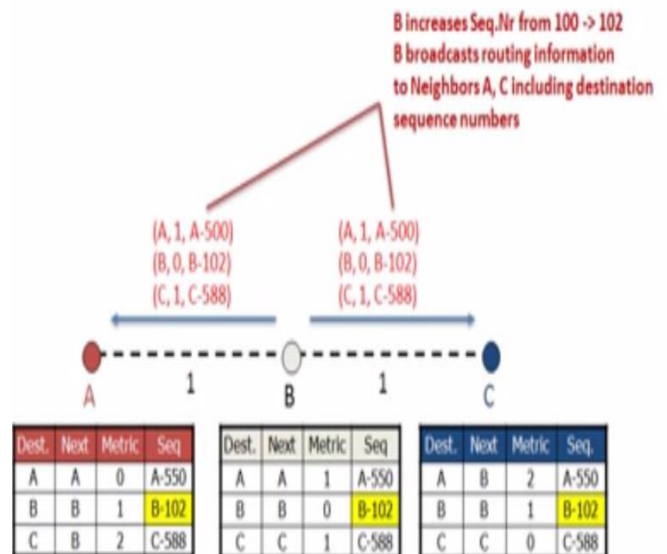 B increases Seq.Nr from 100 -> 102
B broadcasts routing information
to Neighbors A, C including destination
sequence numbers
(A, 1, A-500) (A, 1, A-500)
(B, 0, B-102) (B, 0, B-102)
(C, 1, C-588) (C, 1, C-588)
A 1 B 1 C
Dest. Next Metric Seq
A A 0 A-550
B B 1 B-102
C B 2 C-588
Dest. Next Metric Seq
A A 1 A-550
B B 0 B-102
C C 1 C-588
Dest. Next Metric Seq.
A B 2 A-550
B B 1 B-102
C C 0 C-588